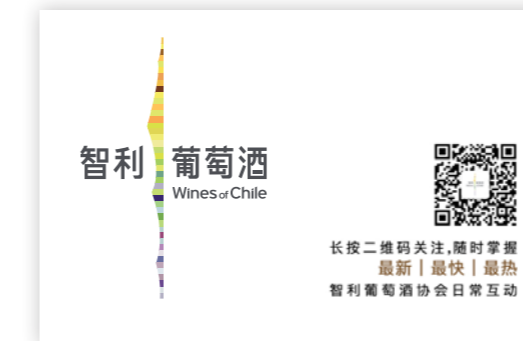 智利 葡萄酒
Wines of Chile
长按二维码关注,随时掌握
最新 | 最快 | 最热
智利葡萄酒协会日常互动